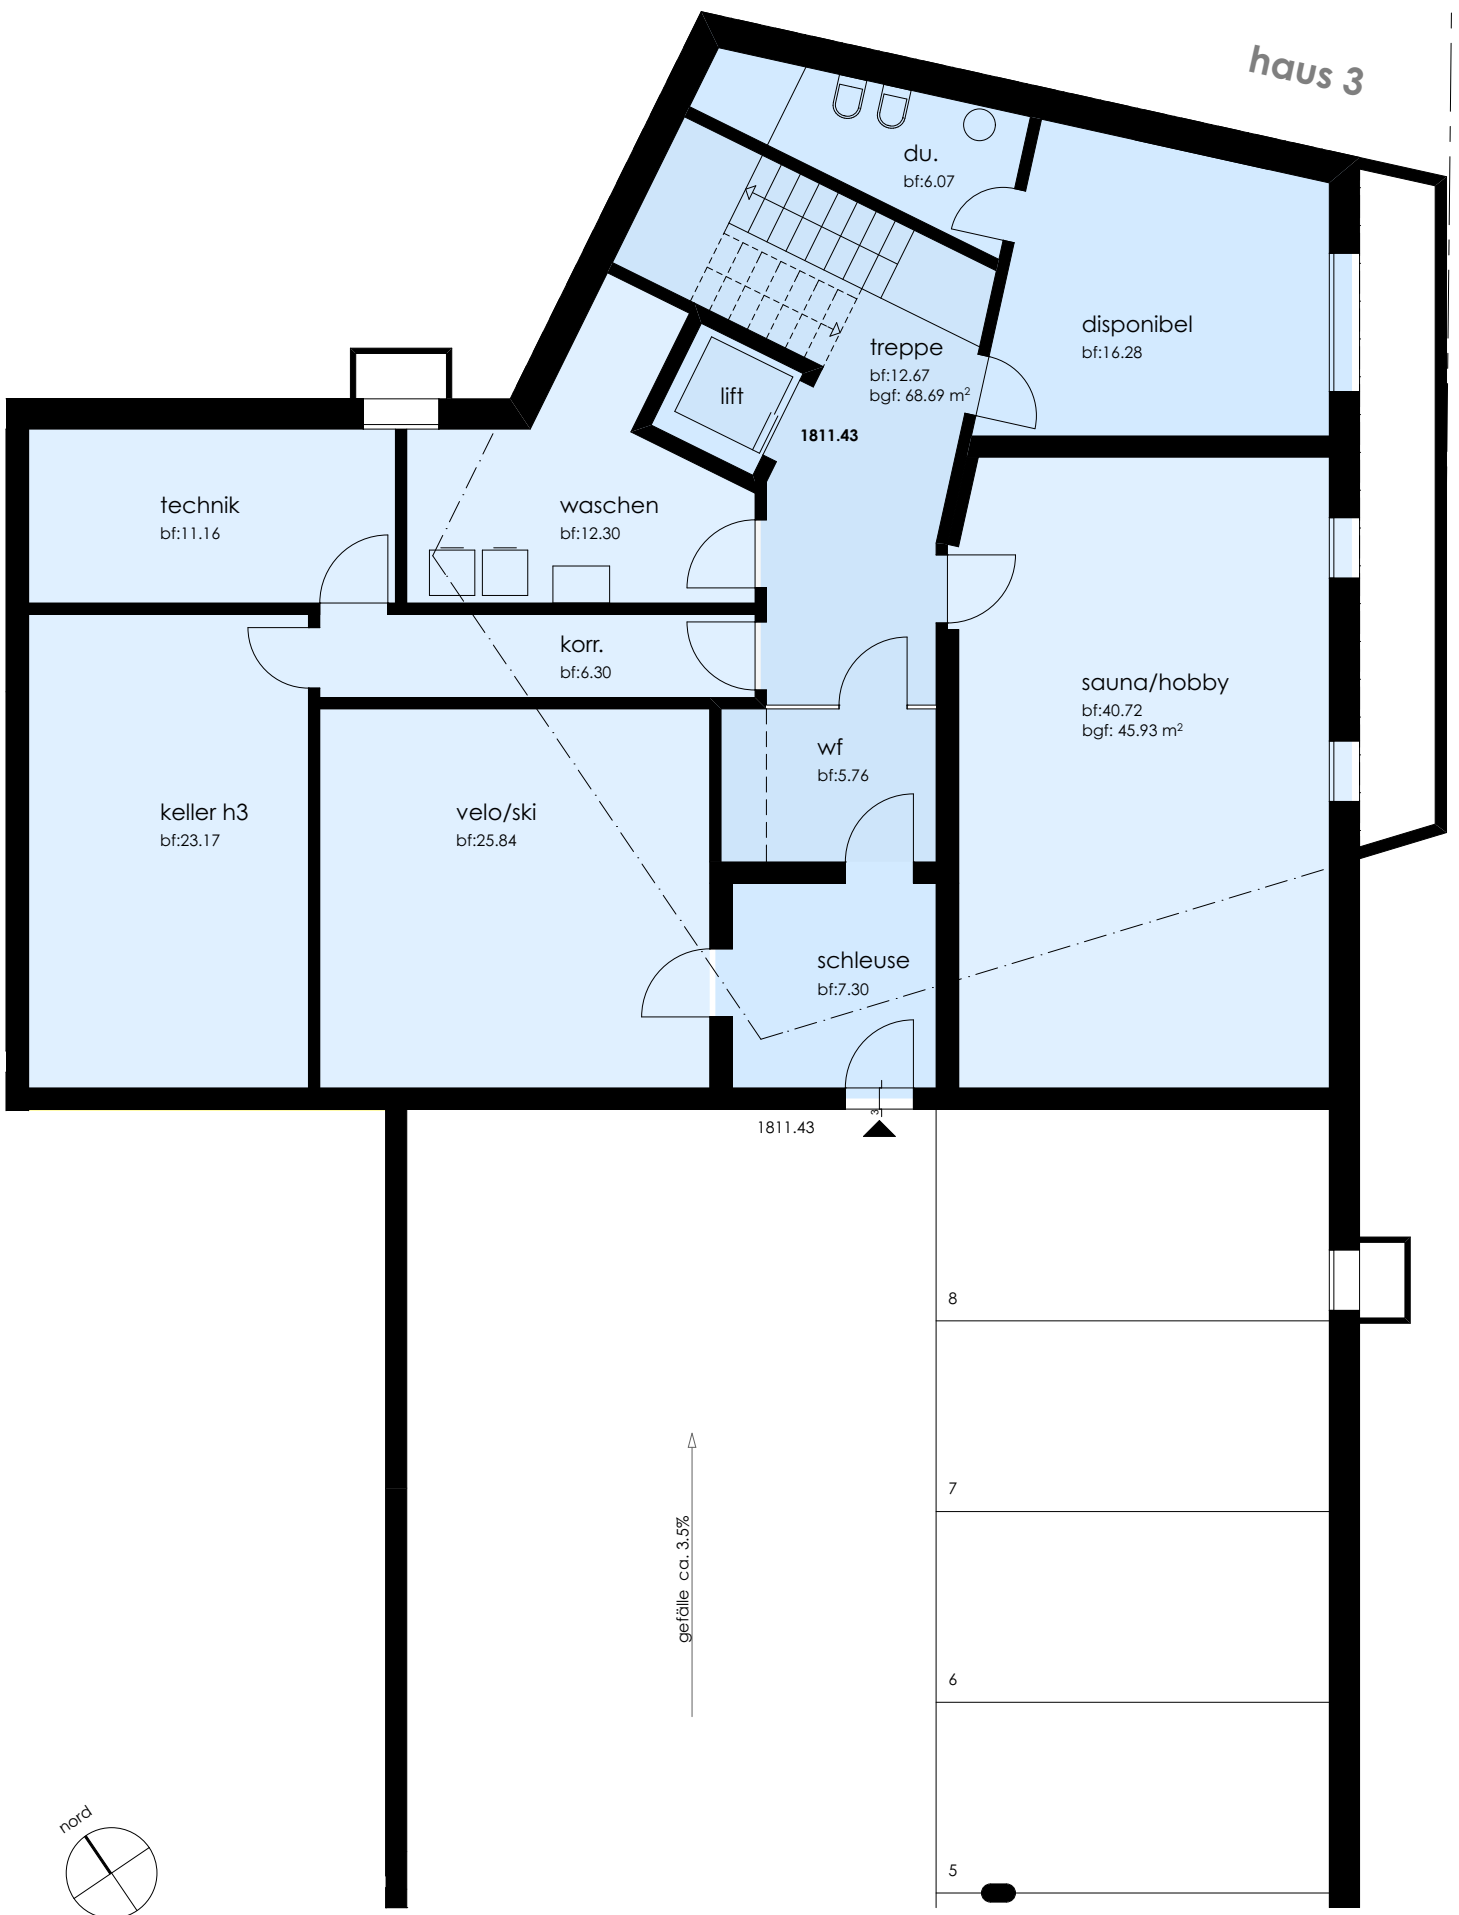 haus 3
du.
bf:6.07
disponibel
bf:16.28
treppe
bf:12.67
bgf: 68.69 m²
lift
1811.43
technik
bf:11.16
waschen
bf:12.30
korr.
bf:6.30
sauna/hobby
bf:40.72
bgf: 45.93 m²
wf
bf:5.76
keller h3
bf:23.17
velo/ski
bf:25.84
schleuse
bf:7.30
3
1811.43
8
7
gefälle ca. 3.5%
6
5
nord